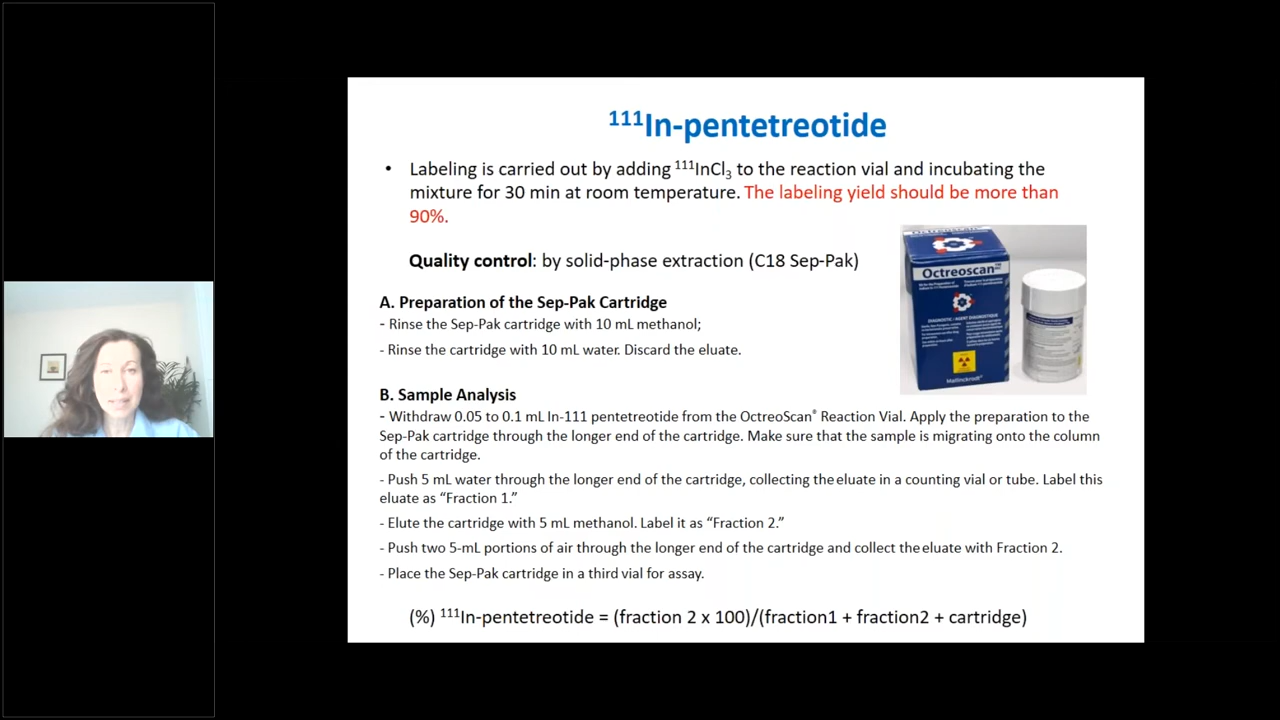 ¹¹¹In-pentetreotide
• Labeling is carried out by adding ¹¹¹InCl₃ to the reaction vial and incubating the
mixture for 30 min at room temperature. The labeling yield should be more than
90%.
Quality control: by solid-phase extraction (C18 Sep-Pak)
Octreoscan™
DIAGNOSTIC / AGENT DIAGNOSTIQUE
Mallinckrodt
A. Preparation of the Sep-Pak Cartridge
- Rinse the Sep-Pak cartridge with 10 mL methanol;
- Rinse the cartridge with 10 mL water. Discard the eluate.
B. Sample Analysis
- Withdraw 0.05 to 0.1 mL In-111 pentetreotide from the OctreoScan® Reaction Vial. Apply the preparation to the
Sep-Pak cartridge through the longer end of the cartridge. Make sure that the sample is migrating onto the column
of the cartridge.
- Push 5 mL water through the longer end of the cartridge, collecting the eluate in a counting vial or tube. Label this
eluate as “Fraction 1.”
- Elute the cartridge with 5 mL methanol. Label it as “Fraction 2.”
- Push two 5-mL portions of air through the longer end of the cartridge and collect the eluate with Fraction 2.
- Place the Sep-Pak cartridge in a third vial for assay.
(%) ¹¹¹In-pentetreotide = (fraction 2 x 100)/(fraction1 + fraction2 + cartridge)